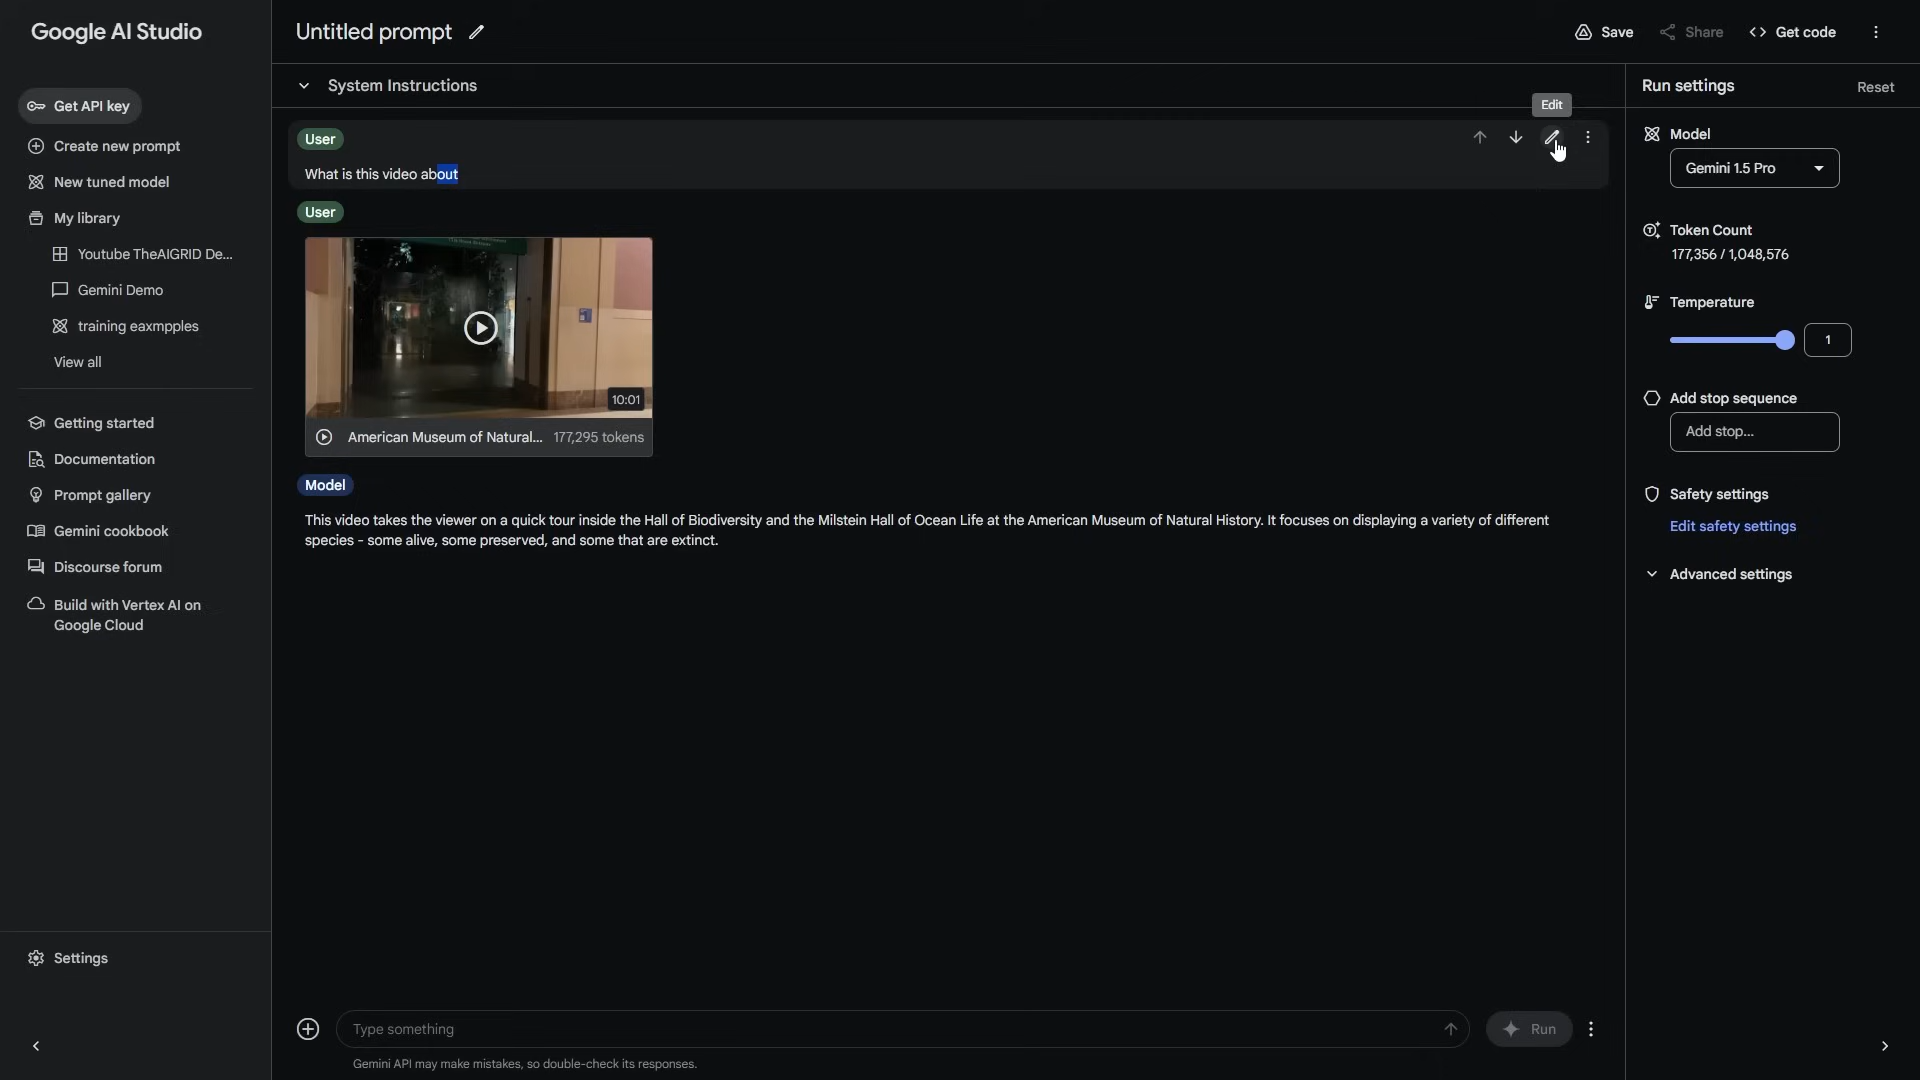 Google AI Studio
Get API key
Create new prompt
New tuned model
My library
Youtube TheAIGRID De...
Gemini Demo
training eaxmpples
View all
Getting started
Documentation
Prompt gallery
Gemini cookbook
Discourse forum
Build with Vertex AI on
Google Cloud
Settings
Untitled prompt
Save
Share
Get code
System Instructions
Edit
User
What is this video about
User
10:01
American Museum of Natural... 177,295 tokens
Model
This video takes the viewer on a quick tour inside the Hall of Biodiversity and the Milstein Hall of Ocean Life at the American Museum of Natural History. It focuses on displaying a variety of different
species - some alive, some preserved, and some that are extinct.
Type something
Run
Gemini API may make mistakes, so double-check its responses.
Run settings
Reset
Model
Gemini 1.5 Pro
Token Count
177,356 / 1,048,576
Temperature
1
Add stop sequence
Add stop...
Safety settings
Edit safety settings
Advanced settings